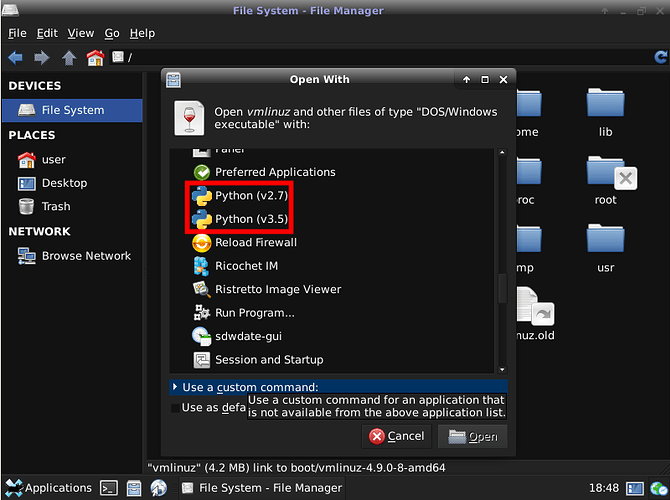 File System - File Manager
File Edit View Go Help
/
DEVICES
File System
PLACES
user
Desktop
Trash
NETWORK
Browse Network
Open With
Open vmlinuz and other files of type "DOS/Windows
executable" with:
Panel
Preferred Applications
Python (v2.7)
Python (v3.5)
Reload Firewall
Ricochet IM
Ristretto Image Viewer
Run Program...
sdwdate-gui
Session and Startup
Use a custom command:
Use as defa
Use a custom command for an application that
is not available from the above application list.
Cancel Open
ome lib
roc root
mp usr
nuz.old
"vmlinuz" (4.2 MB) link to boot/vmlinuz-4.9.0-8-amd64
Applications File System - File Manager 18:48